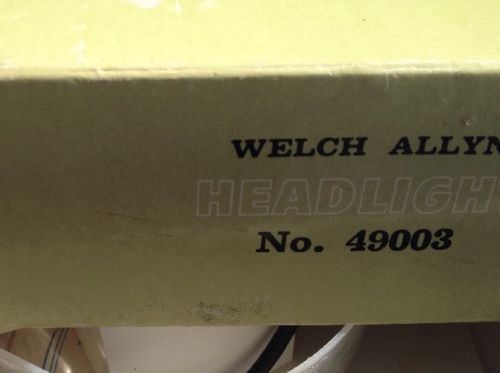 WELCH ALLYN
HEADLIGH
No. 49003